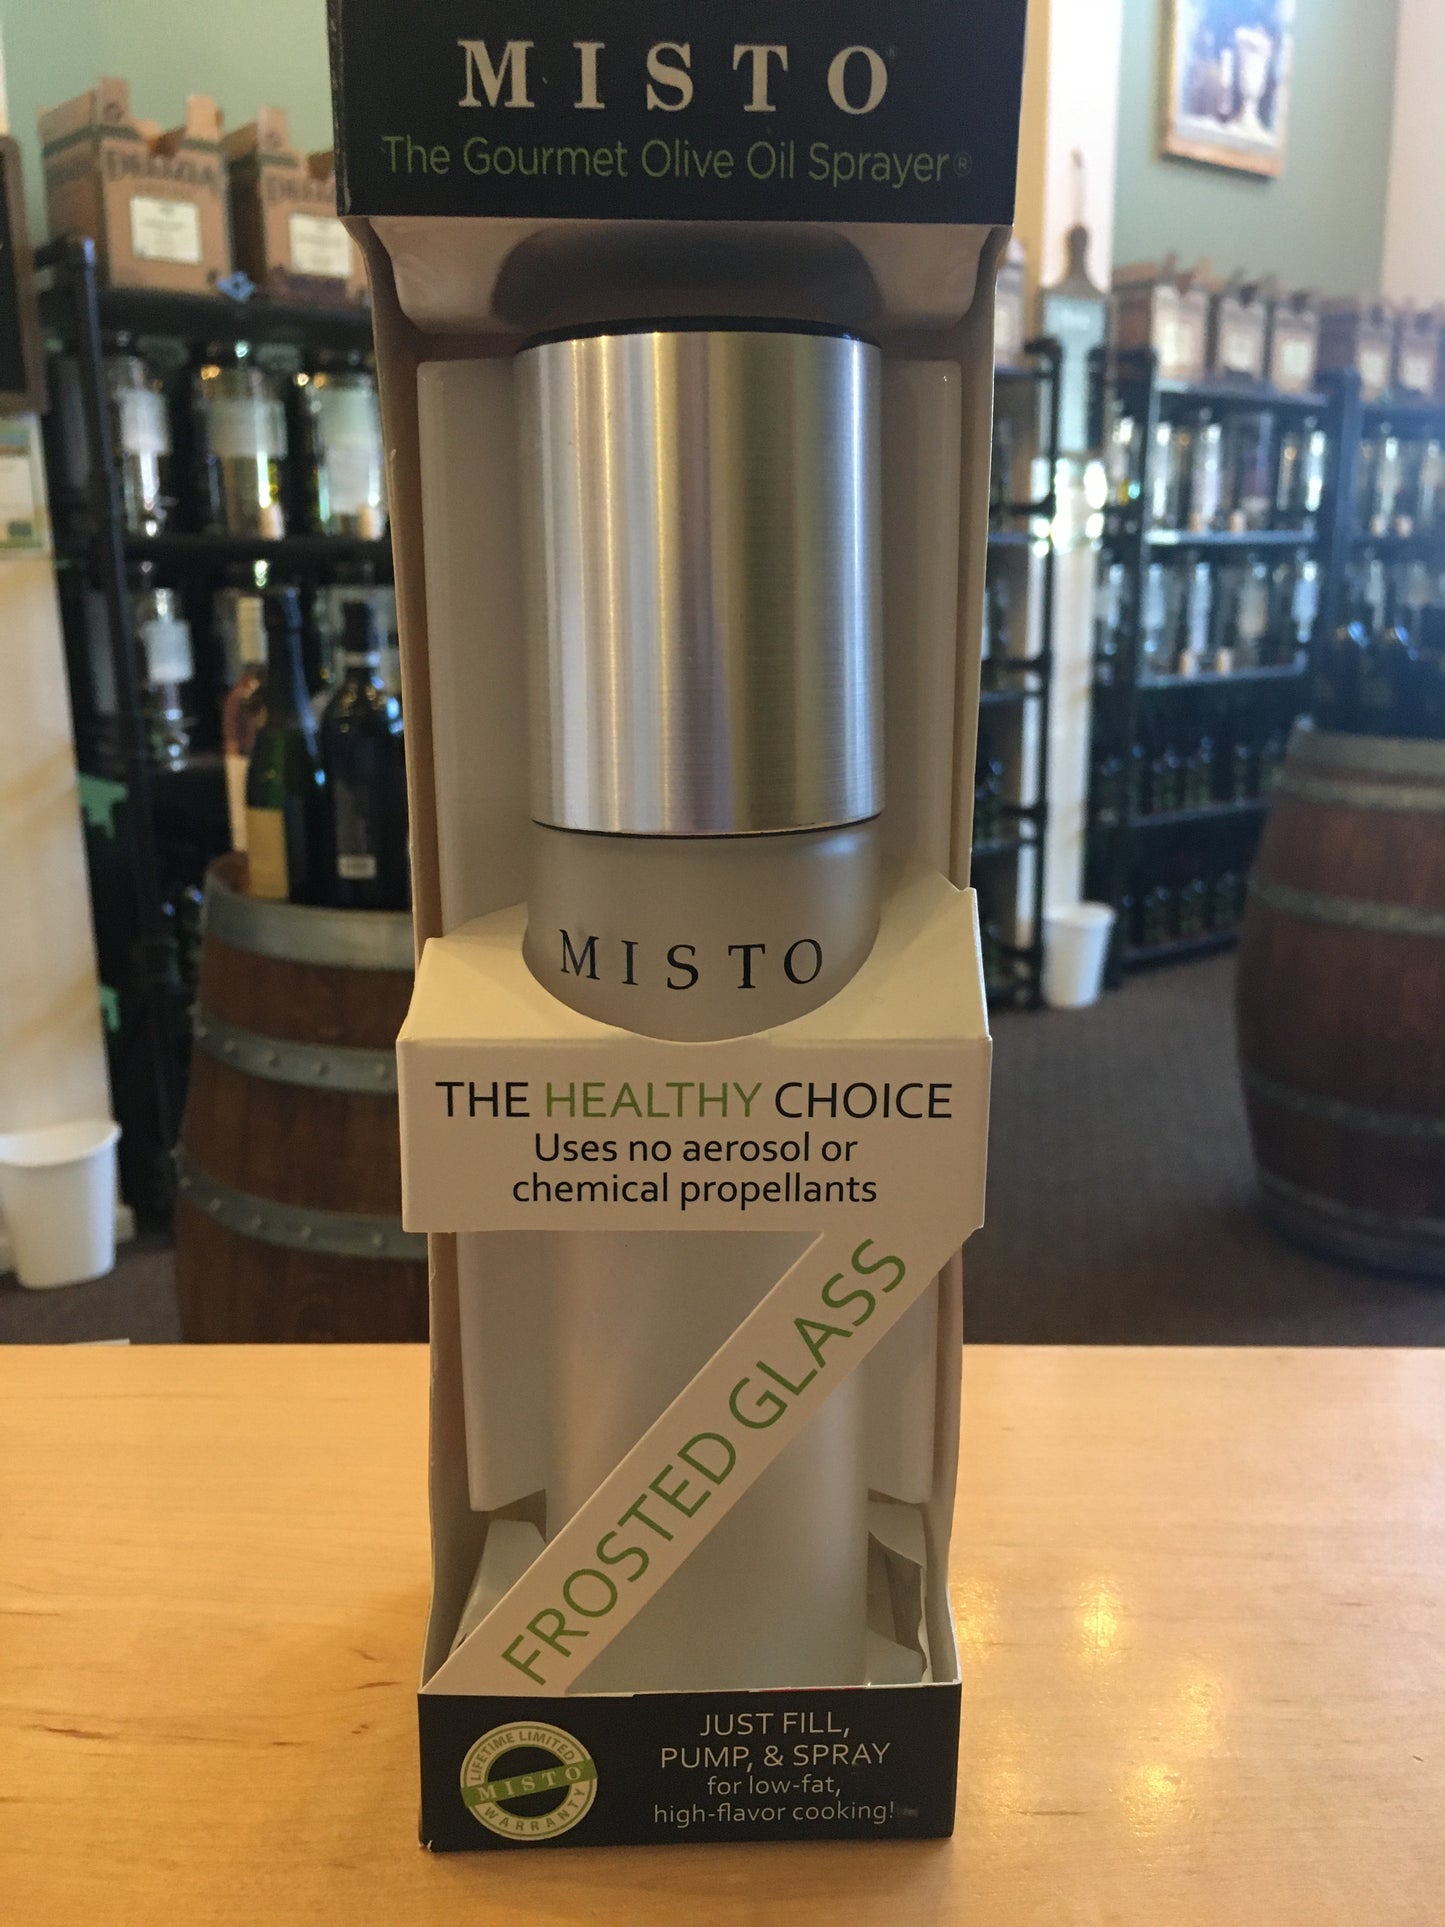 MISTO®
The Gourmet Olive Oil Sprayer®
MISTO
THE HEALTHY CHOICE
Uses no aerosol or
chemical propellants
FROSTED GLASS
LIFETIME LIMITED
MISTO
WARRANTY
JUST FILL,
PUMP, & SPRAY
for low-fat,
high-flavor cooking!